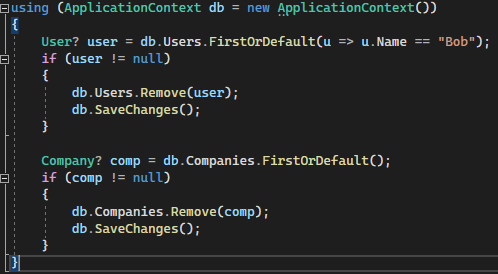 using (ApplicationContext db = new ApplicationContext())
{
    User? user = db.Users.FirstOrDefault(u => u.Name == "Bob");
    if (user != null)
    {
        db.Users.Remove(user);
        db.SaveChanges();
    }

    Company? comp = db.Companies.FirstOrDefault();
    if (comp != null)
    {
        db.Companies.Remove(comp);
        db.SaveChanges();
    }
}